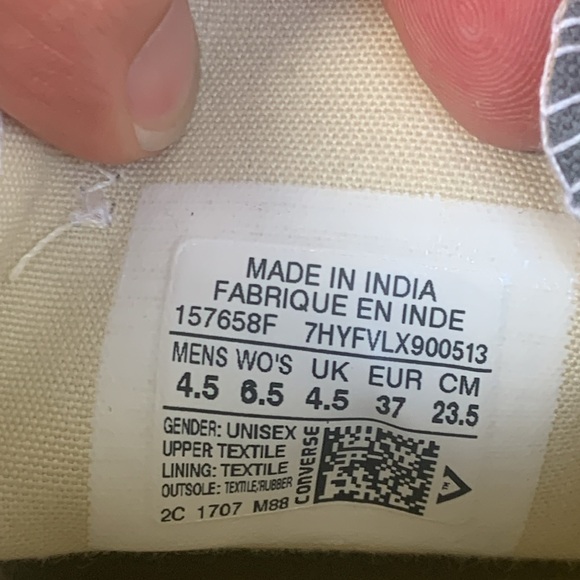 MADE IN INDIA
FABRIQUE EN INDE
157658F 7HYFVLX900513
MENS WO'S UK EUR CM
4.5 6.5 4.5 37 23.5
GENDER: UNISEX
UPPER TEXTILE
LINING: TEXTILE
OUTSOLE: TEXTILE/RUBBER
2C 1707 M88
CONVERSE